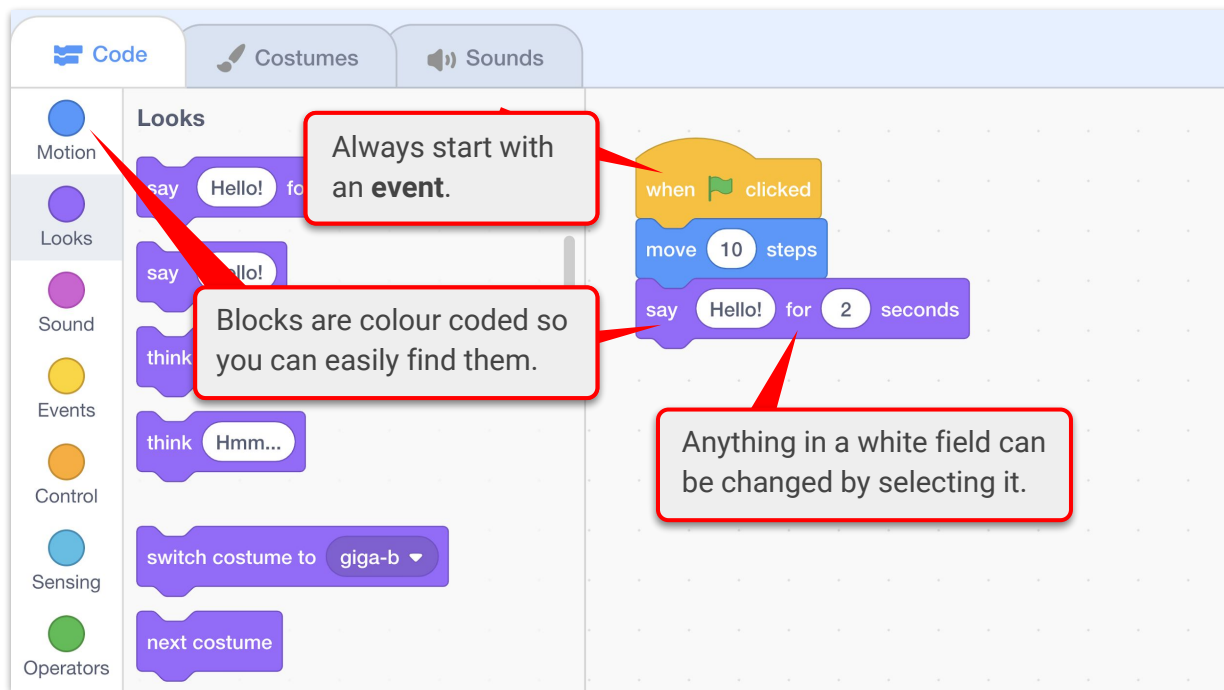 Code
Costumes
Sounds
Motion
Looks
Sound
Events
Control
Sensing
Operators
Looks
say Hello!
say
think
think Hmm...
switch costume to giga-b
next costume
Always start with
an event.
Blocks are colour coded so
you can easily find them.
when clicked
move 10 steps
say Hello! for 2 seconds
Anything in a white field can
be changed by selecting it.